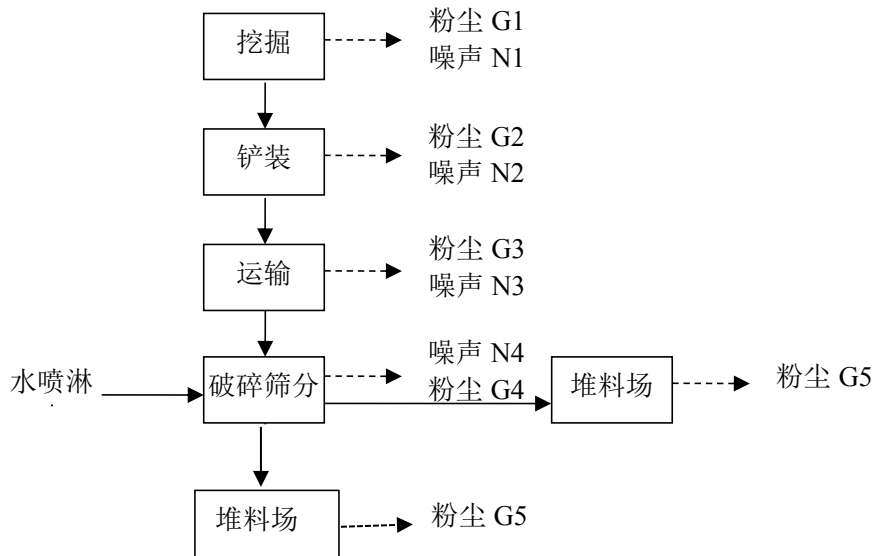 挖掘
粉尘 G1
噪声 N1
铲装
粉尘 G2
噪声 N2
运输
粉尘 G3
噪声 N3
水喷淋
破碎筛分
噪声 N4
粉尘 G4
堆料场
粉尘 G5
堆料场
粉尘 G5